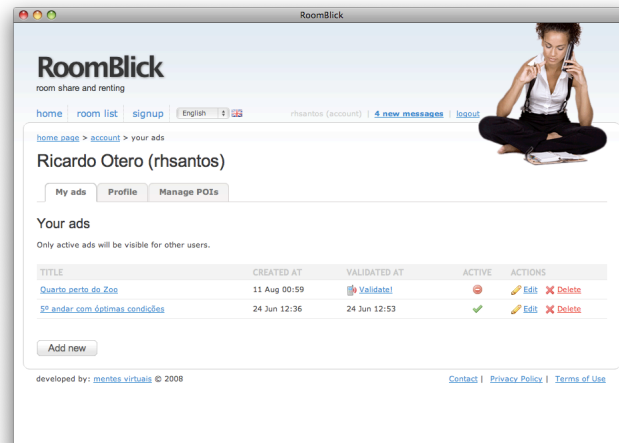 RoomBlick
RoomBlick
room share and renting
home room list signup English rhsantos (account) | 4 new messages | logout
home page > account > your ads
Ricardo Otero (rhsantos)
My ads Profile Manage POIs
Your ads
Only active ads will be visible for other users.
TITLE CREATED AT VALIDATED AT ACTIVE ACTIONS
Quarto perto do Zoo 11 Aug 00:59 Validate! Edit Delete
5º andar com óptimas condições 24 Jun 12:36 24 Jun 12:53 Edit Delete
Add new
developed by: mentes virtuais © 2008 Contact | Privacy Policy | Terms of Use